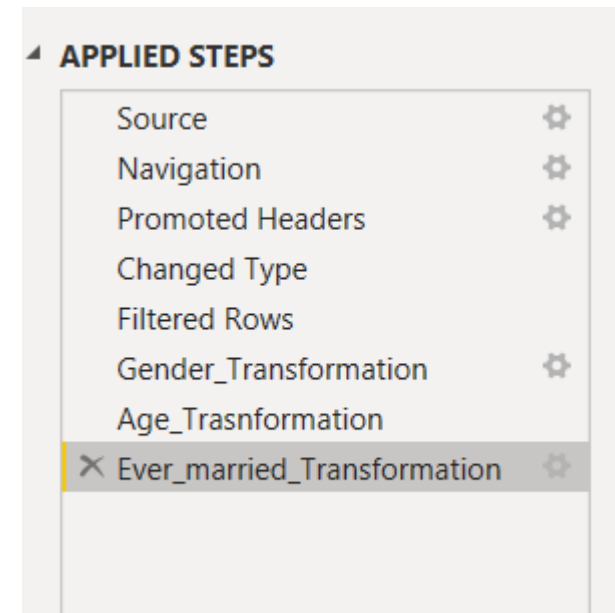 APPLIED STEPS
Source
Navigation
Promoted Headers
Changed Type
Filtered Rows
Gender_Transformation
Age_Trasnformation
Ever_married_Transformation